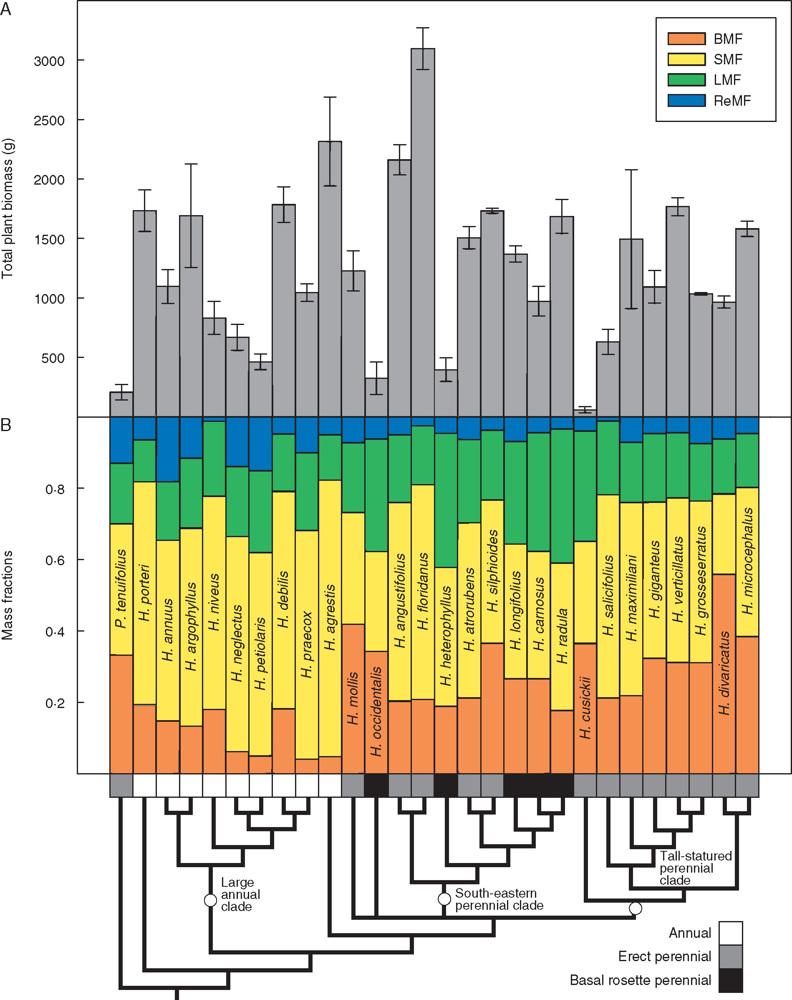 A
BMF
SMF
LMF
ReMF
Total plant biomass (g)
3000
2500
2000
1500
1000
500
B
Mass fractions
0·8
0·6
0·4
0·2
P. tenuifolius
H. porteri
H. annuus
H. argophyllus
H. niveus
H. neglectus
H. petiolaris
H. debilis
H. praecox
H. agrestis
H. mollis
H. occidentalis
H. angustifolius
H. floridanus
H. heterophyllus
H. atrorubens
H. silphioides
H. longifolius
H. carnosus
H. radula
H. cusickii
H. salicifolius
H. maximiliani
H. giganteus
H. verticillatus
H. grosseserratus
H. divaricatus
H. microcephalus
Large
annual
clade
South-eastern
perennial clade
Tall-statured
perennial
clade
Annual
Erect perennial
Basal rosette perennial